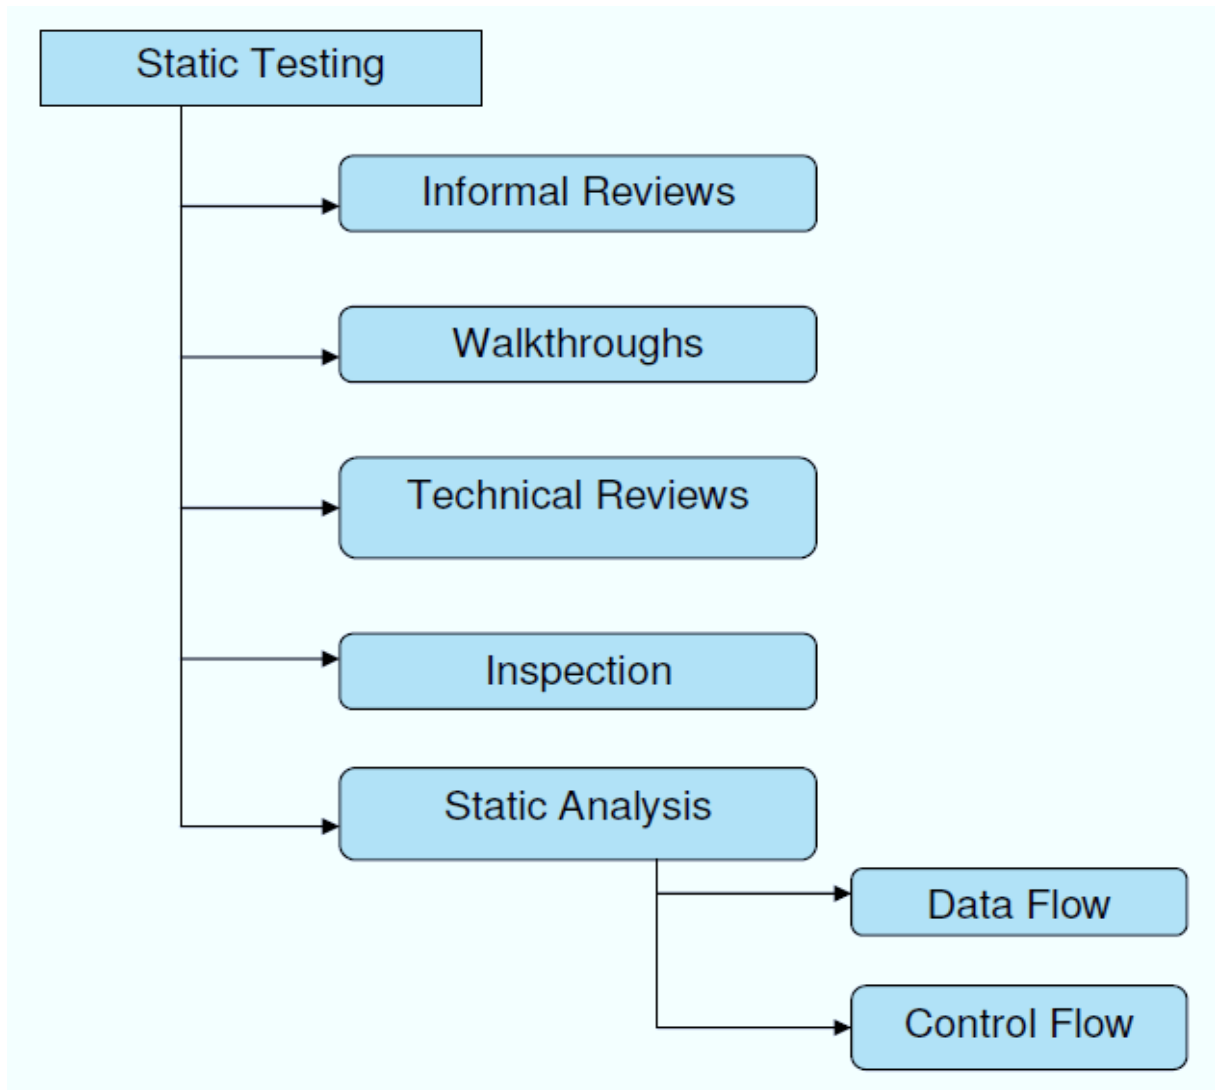 Static Testing
Informal Reviews
Walkthroughs
Technical Reviews
Inspection
Static Analysis
Data Flow
Control Flow